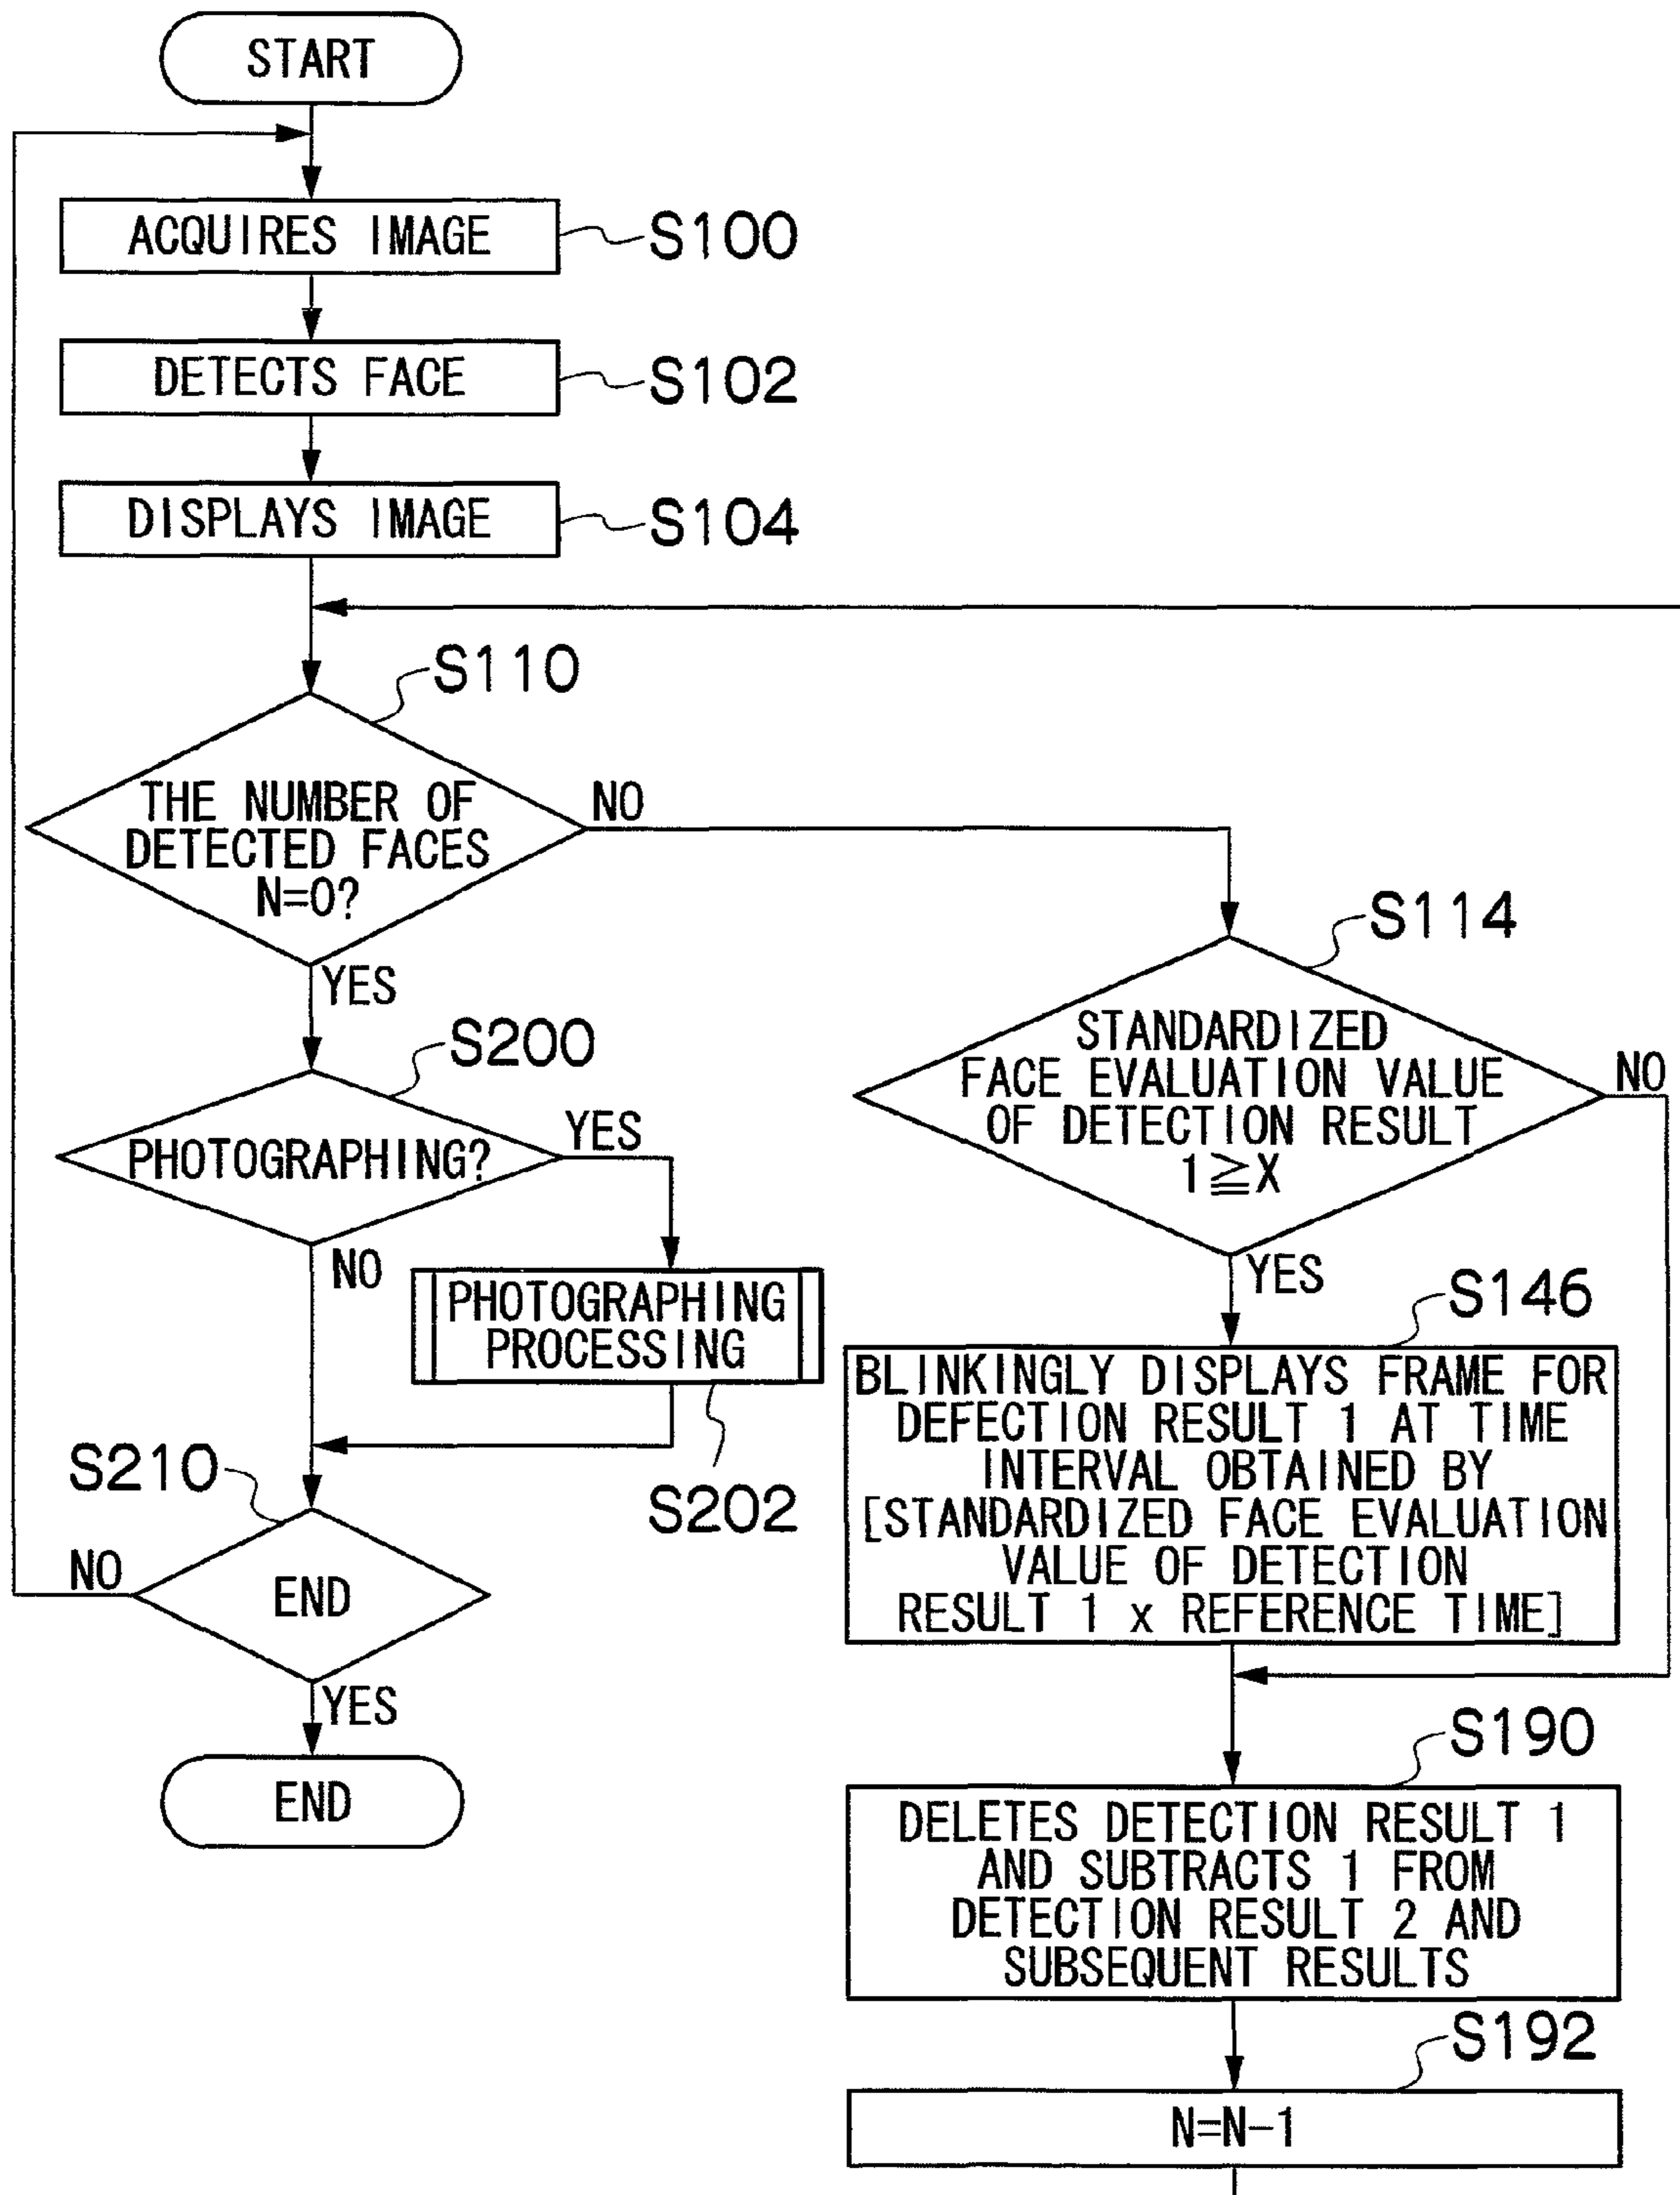 START
ACQUIRES IMAGE
S100
DETECTS FACE
S102
DISPLAYS IMAGE
S104
S110
THE NUMBER OF
DETECTED FACES
N=0?
NO
YES
S114
STANDARDIZED
FACE EVALUATION VALUE
OF DETECTION RESULT
1≧X
NO
YES
S200
PHOTOGRAPHING?
YES
NO
PHOTOGRAPHING
PROCESSING
S202
S146
BLINKINGLY DISPLAYS FRAME FOR
DEFECTION RESULT 1 AT TIME
INTERVAL OBTAINED BY
[STANDARDIZED FACE EVALUATION
VALUE OF DETECTION
RESULT 1 x REFERENCE TIME]
S210
END
NO
YES
END
S190
DELETES DETECTION RESULT 1
AND SUBTRACTS 1 FROM
DETECTION RESULT 2 AND
SUBSEQUENT RESULTS
S192
N=N-1